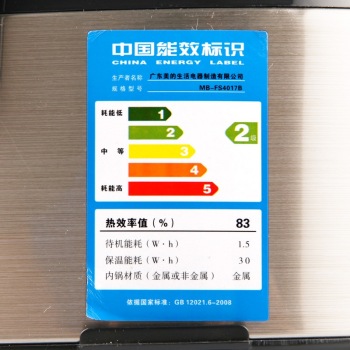 中国能效标识
CHINA ENERGY LABEL
生产者名称 广东美的生活电器制造有限公司
规格型号 MB-FS4017B
耗能低 1
2
2级
中等 3
4
耗能高 5
热效率值(%) 83
待机能耗(W·h) 1.5
保温能耗(W·h) 30
内锅材质(金属或非金属) 金属
依据国家标准:GB 12021.6-2008